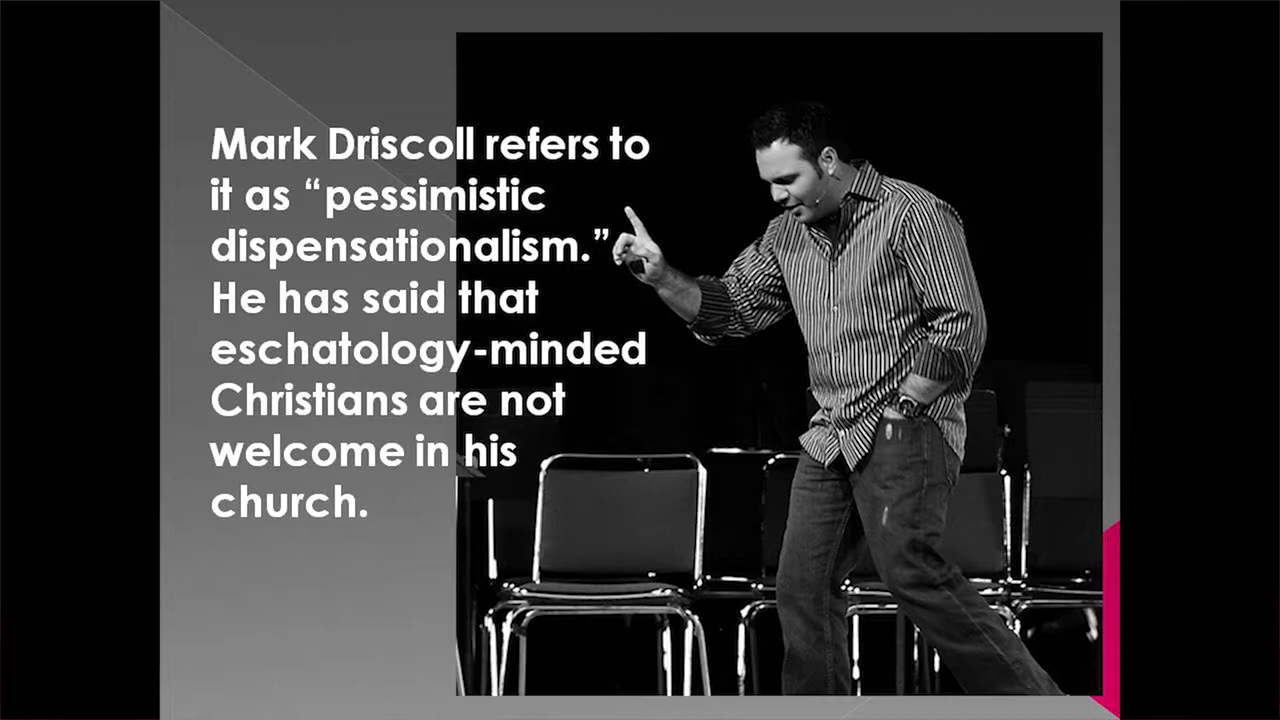 Mark Driscoll refers to
it as “pessimistic
dispensationalism.”
He has said that
eschatology-minded
Christians are not
welcome in his
church.